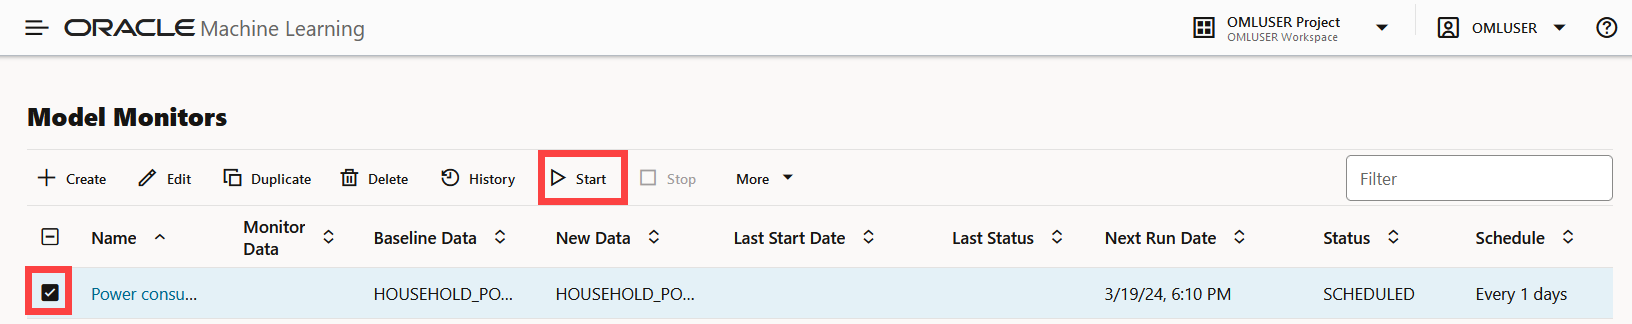 ORACLE Machine Learning
OMLUSER Project
OMLUSER Workspace
OMLUSER
Model Monitors
Create Edit Duplicate Delete History Start Stop More Filter
Name Monitor Data Baseline Data New Data Last Start Date Last Status Next Run Date Status Schedule
Power consu... HOUSEHOLD_PO... HOUSEHOLD_PO... 3/19/24, 6:10 PM SCHEDULED Every 1 days